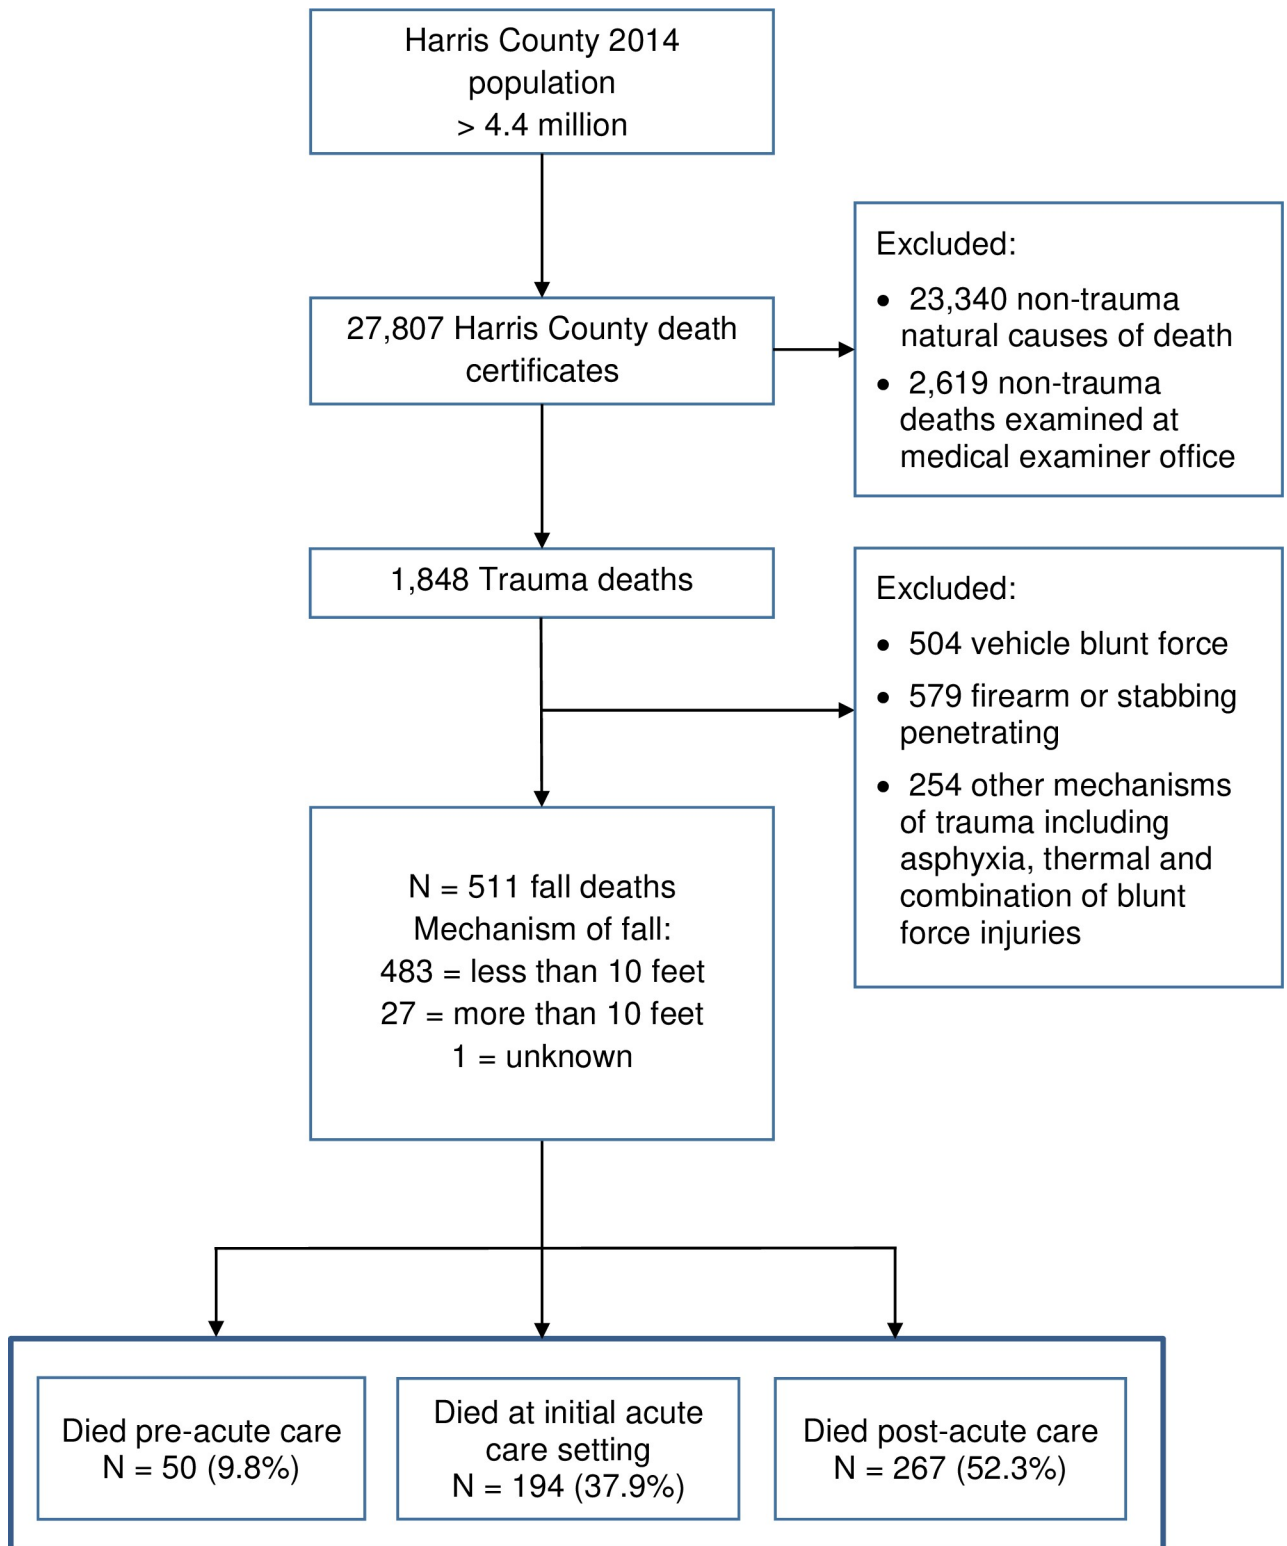 Harris County 2014
population
> 4.4 million
27,807 Harris County death
certificates
Excluded:
• 23,340 non-trauma
natural causes of death
• 2,619 non-trauma
deaths examined at
medical examiner office
1,848 Trauma deaths
Excluded:
• 504 vehicle blunt force
• 579 firearm or stabbing
penetrating
• 254 other mechanisms
of trauma including
asphyxia, thermal and
combination of blunt
force injuries
N = 511 fall deaths
Mechanism of fall:
483 = less than 10 feet
27 = more than 10 feet
1 = unknown
Died pre-acute care
N = 50 (9.8%)
Died at initial acute
care setting
N = 194 (37.9%)
Died post-acute care
N = 267 (52.3%)